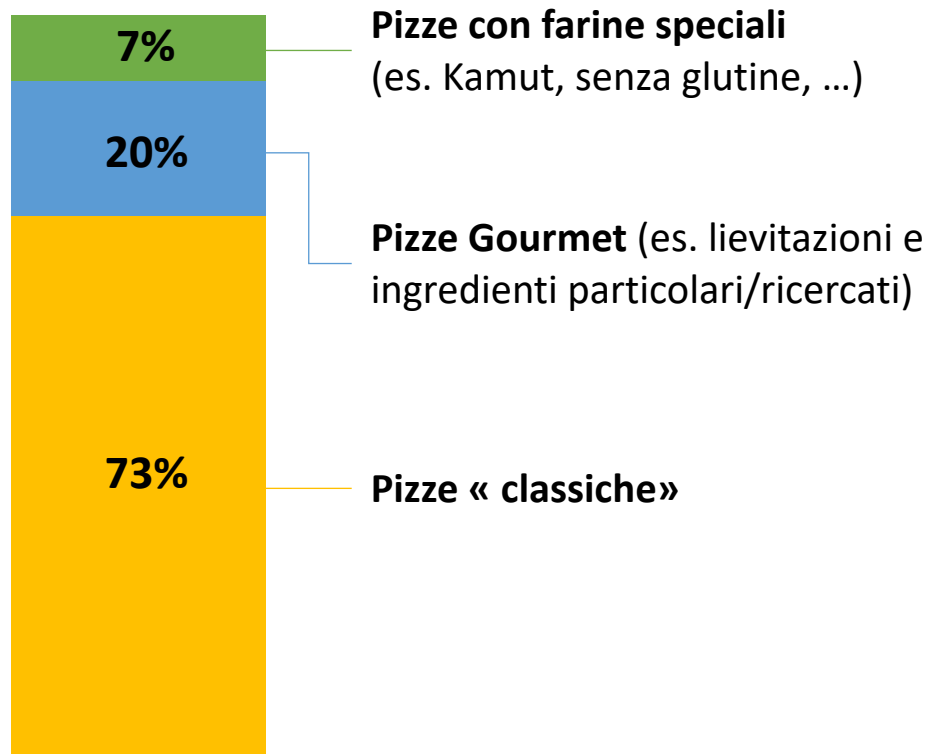 7%
Pizze con farine speciali
(es. Kamut, senza glutine, …)
20%
Pizze Gourmet (es. lievitazioni e
ingredienti particolari/ricercati)
73%
Pizze « classiche»